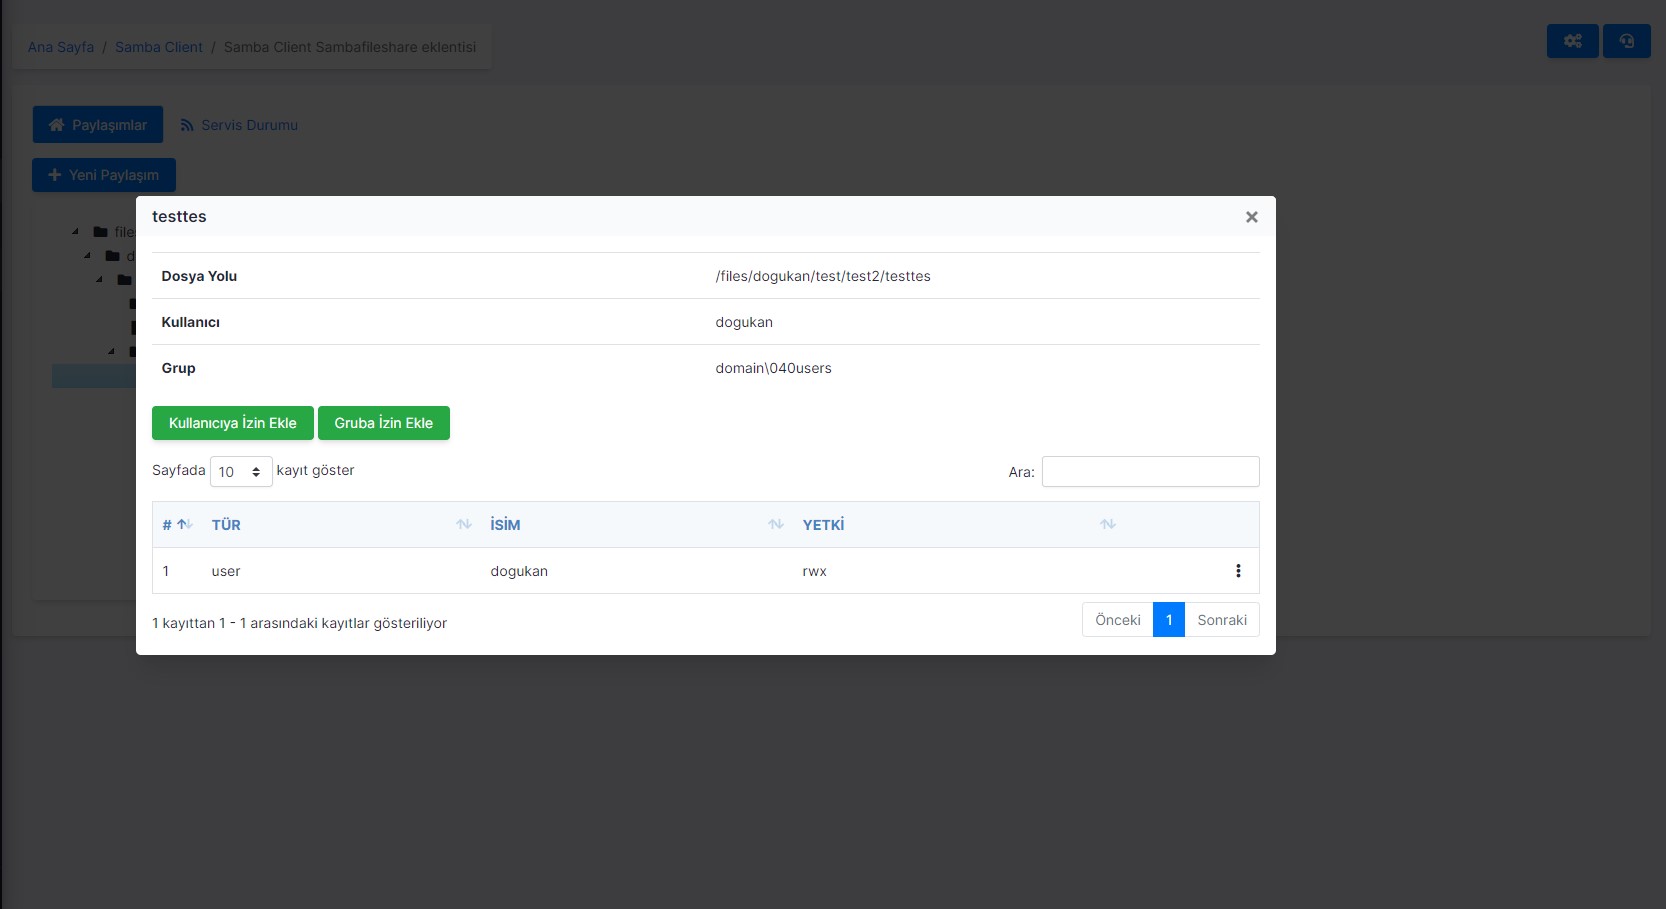 Ana Sayfa / Samba Client / Samba Client Sambafileshare eklentisi
Paylaşımlar Servis Durumu
Yeni Paylaşım
testtes
files
d
Dosya Yolu /files/dogukan/test/test2/testtes
Kullanıcı dogukan
Grup domain\040users
Kullanıcıya İzin Ekle Gruba İzin Ekle
Sayfada 10 kayıt göster Ara:
# TÜR İSİM YETKİ
1 user dogukan rwx
1 kayıttan 1 - 1 arasındaki kayıtlar gösteriliyor Önceki 1 Sonraki